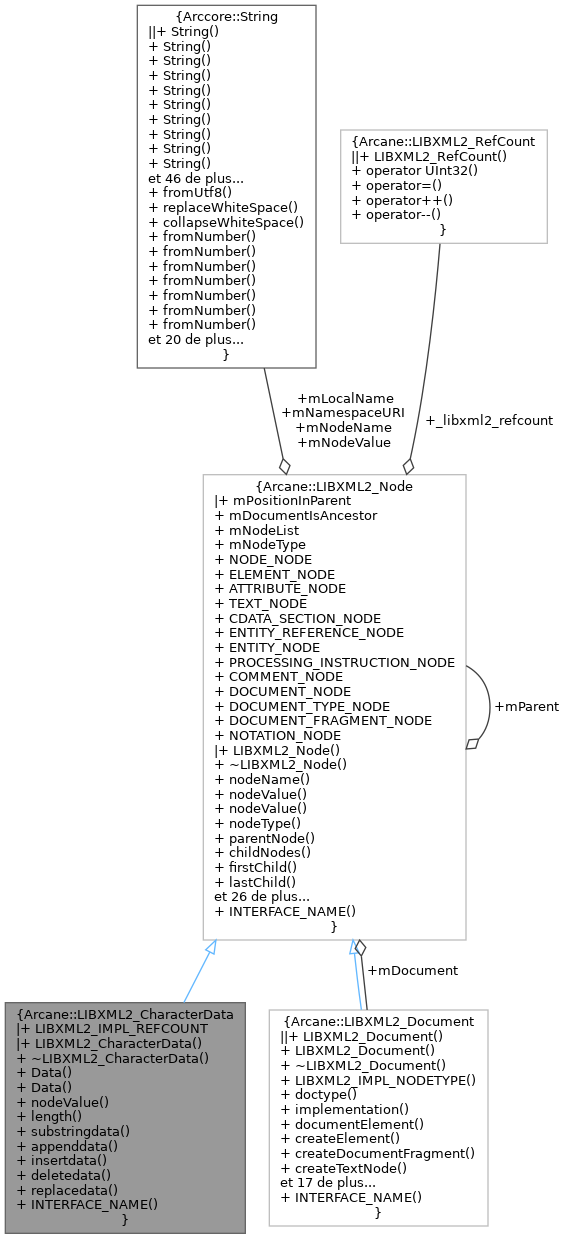 {Arccore::String
||+ String()
+ String()
+ String()
+ String()
+ String()
+ String()
+ String()
+ String()
+ String()
+ String()
et 46 de plus...
+ fromUtf8()
+ replaceWhiteSpace()
+ collapseWhiteSpace()
+ fromNumber()
+ fromNumber()
+ fromNumber()
+ fromNumber()
+ fromNumber()
+ fromNumber()
+ fromNumber()
et 20 de plus...
}
{Arcane::LIBXML2_RefCount
||+ LIBXML2_RefCount()
+ operator UInt32()
+ operator=()
+ operator++()
+ operator--()
}
+mLocalName
+mNamespaceURI
+mNodeName
+mNodeValue
+_libxml2_refcount
{Arcane::LIBXML2_Node
|+ mPositionInParent
+ mDocumentIsAncestor
+ mNodeList
+ mNodeType
+ NODE_NODE
+ ELEMENT_NODE
+ ATTRIBUTE_NODE
+ TEXT_NODE
+ CDATA_SECTION_NODE
+ ENTITY_REFERENCE_NODE
+ ENTITY_NODE
+ PROCESSING_INSTRUCTION_NODE
+ COMMENT_NODE
+ DOCUMENT_NODE
+ DOCUMENT_TYPE_NODE
+ DOCUMENT_FRAGMENT_NODE
+ NOTATION_NODE
|+ LIBXML2_Node()
+ ~LIBXML2_Node()
+ nodeName()
+ nodeValue()
+ nodeValue()
+ nodeType()
+ parentNode()
+ childNodes()
+ firstChild()
+ lastChild()
et 26 de plus...
+ INTERFACE_NAME()
}
+mParent
+mDocument
{Arcane::LIBXML2_CharacterData
|+ LIBXML2_IMPL_REFCOUNT
|+ LIBXML2_CharacterData()
+ ~LIBXML2_CharacterData()
+ Data()
+ Data()
+ nodeValue()
+ length()
+ substringdata()
+ appenddata()
+ insertdata()
+ deletedata()
+ replacedata()
+ INTERFACE_NAME()
}
{Arcane::LIBXML2_Document
||+ LIBXML2_Document()
+ LIBXML2_Document()
+ ~LIBXML2_Document()
+ LIBXML2_IMPL_NODETYPE()
+ doctype()
+ implementation()
+ documentElement()
+ createElement()
+ createDocumentFragment()
+ createTextNode()
et 17 de plus...
+ INTERFACE_NAME()
}